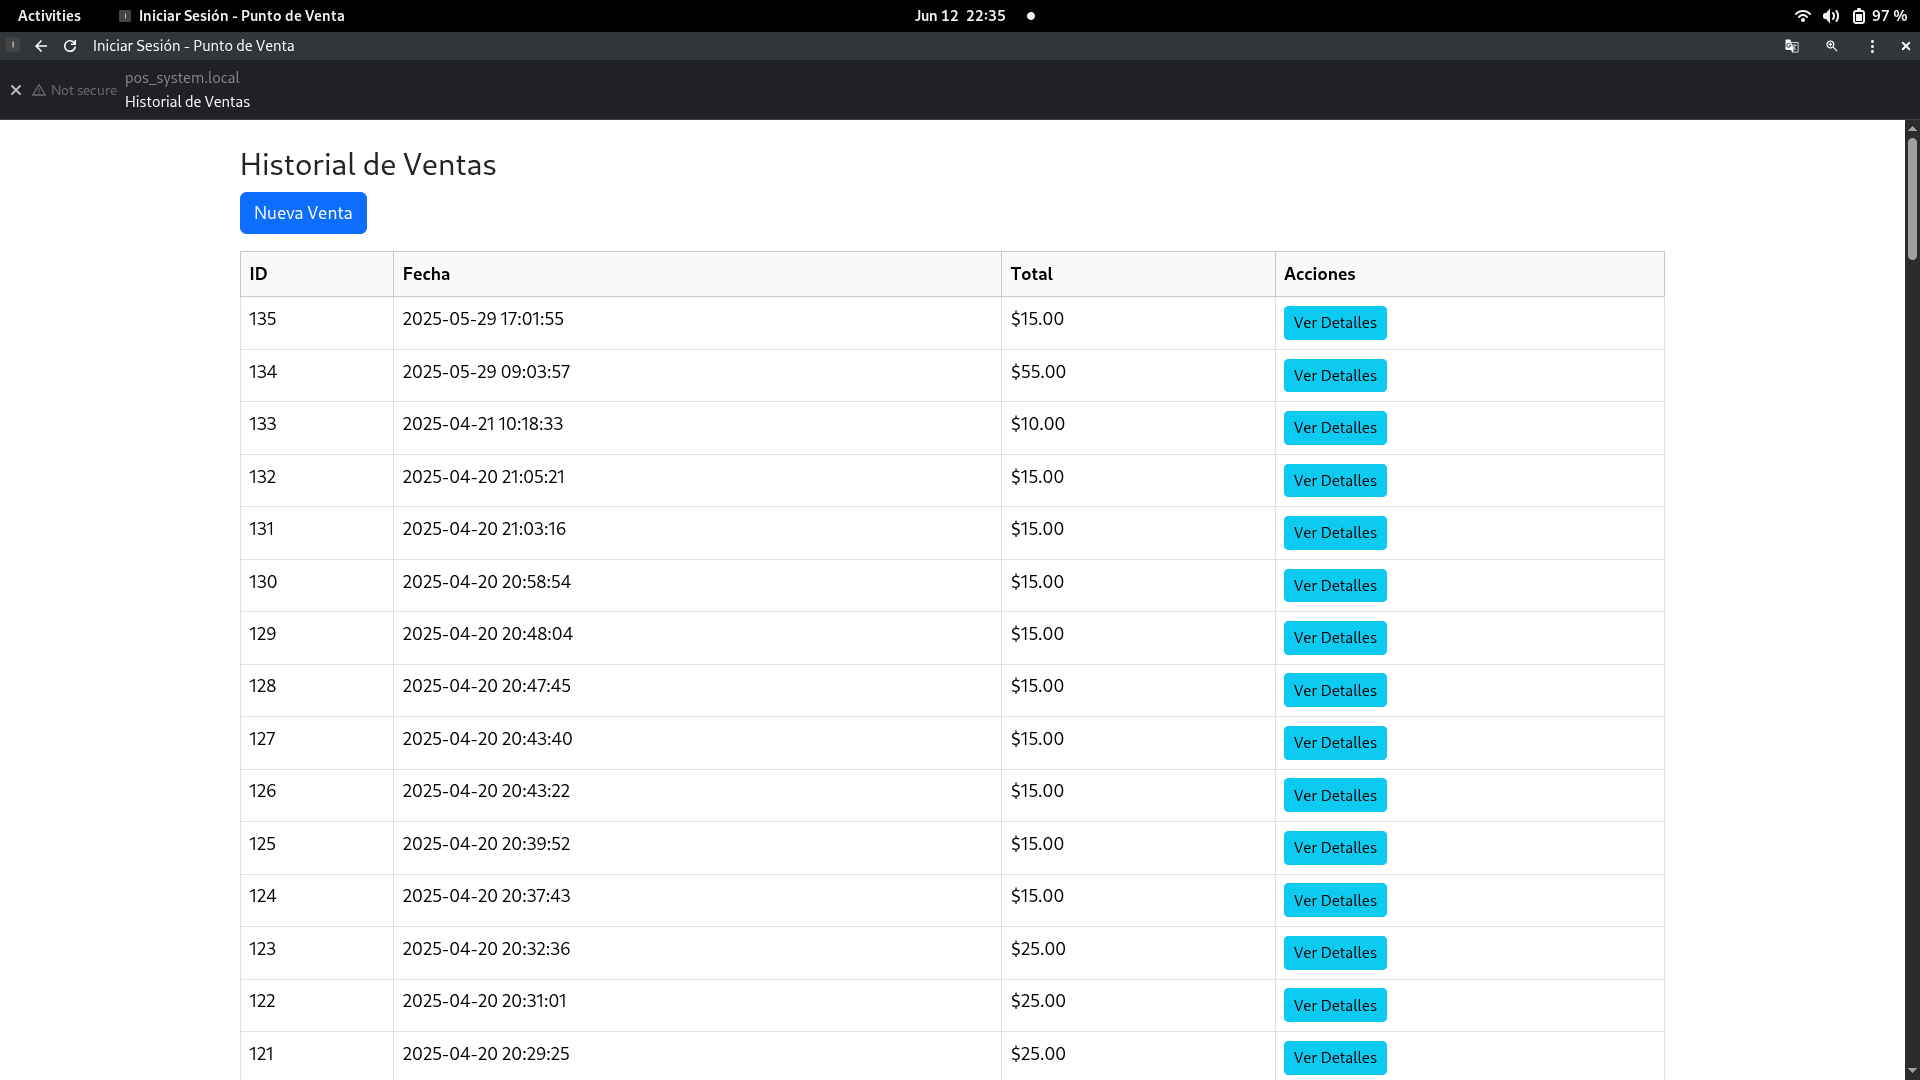 Activities Iniciar Sesión - Punto de Venta Jun 12 22:35 97 %
Iniciar Sesión - Punto de Venta
pos_system.local
Not secure
Historial de Ventas
Historial de Ventas
Nueva Venta
ID Fecha Total Acciones
135 2025-05-29 17:01:55 $15.00 Ver Detalles
134 2025-05-29 09:03:57 $55.00 Ver Detalles
133 2025-04-21 10:18:33 $10.00 Ver Detalles
132 2025-04-20 21:05:21 $15.00 Ver Detalles
131 2025-04-20 21:03:16 $15.00 Ver Detalles
130 2025-04-20 20:58:54 $15.00 Ver Detalles
129 2025-04-20 20:48:04 $15.00 Ver Detalles
128 2025-04-20 20:47:45 $15.00 Ver Detalles
127 2025-04-20 20:43:40 $15.00 Ver Detalles
126 2025-04-20 20:43:22 $15.00 Ver Detalles
125 2025-04-20 20:39:52 $15.00 Ver Detalles
124 2025-04-20 20:37:43 $15.00 Ver Detalles
123 2025-04-20 20:32:36 $25.00 Ver Detalles
122 2025-04-20 20:31:01 $25.00 Ver Detalles
121 2025-04-20 20:29:25 $25.00 Ver Detalles